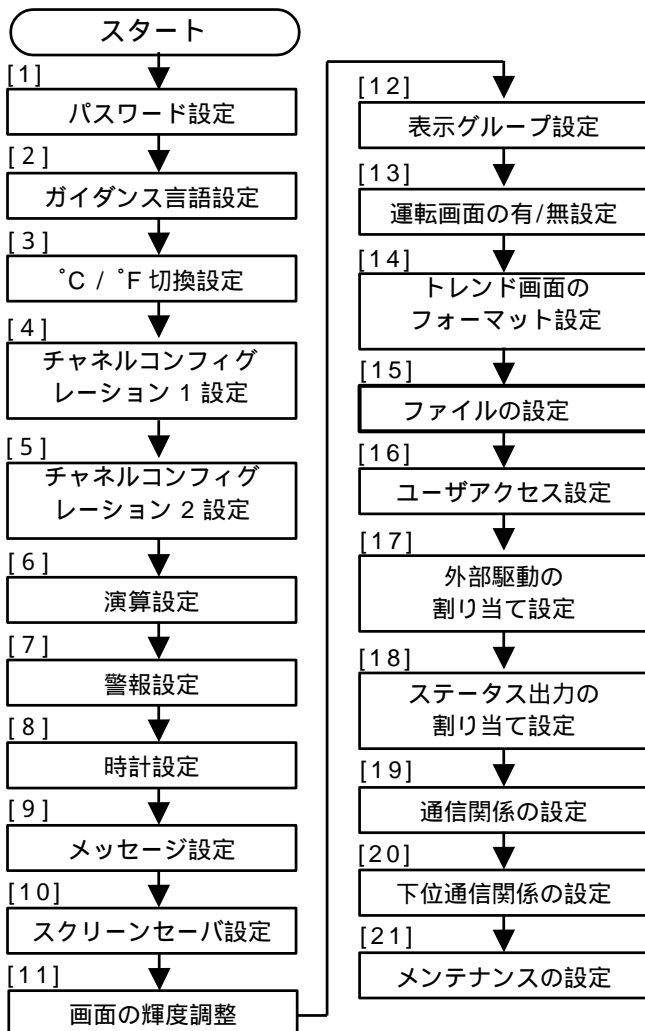 スタート
[1]
パスワード設定
[2]
ガイダンス言語設定
[3]
°C / °F 切換設定
[4]
チャネルコンフィグ
レーション 1 設定
[5]
チャネルコンフィグ
レーション 2 設定
[6]
演算設定
[7]
警報設定
[8]
時計設定
[9]
メッセージ設定
[10]
スクリーンセーバ設定
[11]
画面の輝度調整
[12]
表示グループ設定
[13]
運転画面の有/無設定
[14]
トレンド画面の
フォーマット設定
[15]
ファイルの設定
[16]
ユーザアクセス設定
[17]
外部駆動の
割り当て設定
[18]
ステータス出力の
割り当て設定
[19]
通信関係の設定
[20]
下位通信関係の設定
[21]
メンテナンスの設定